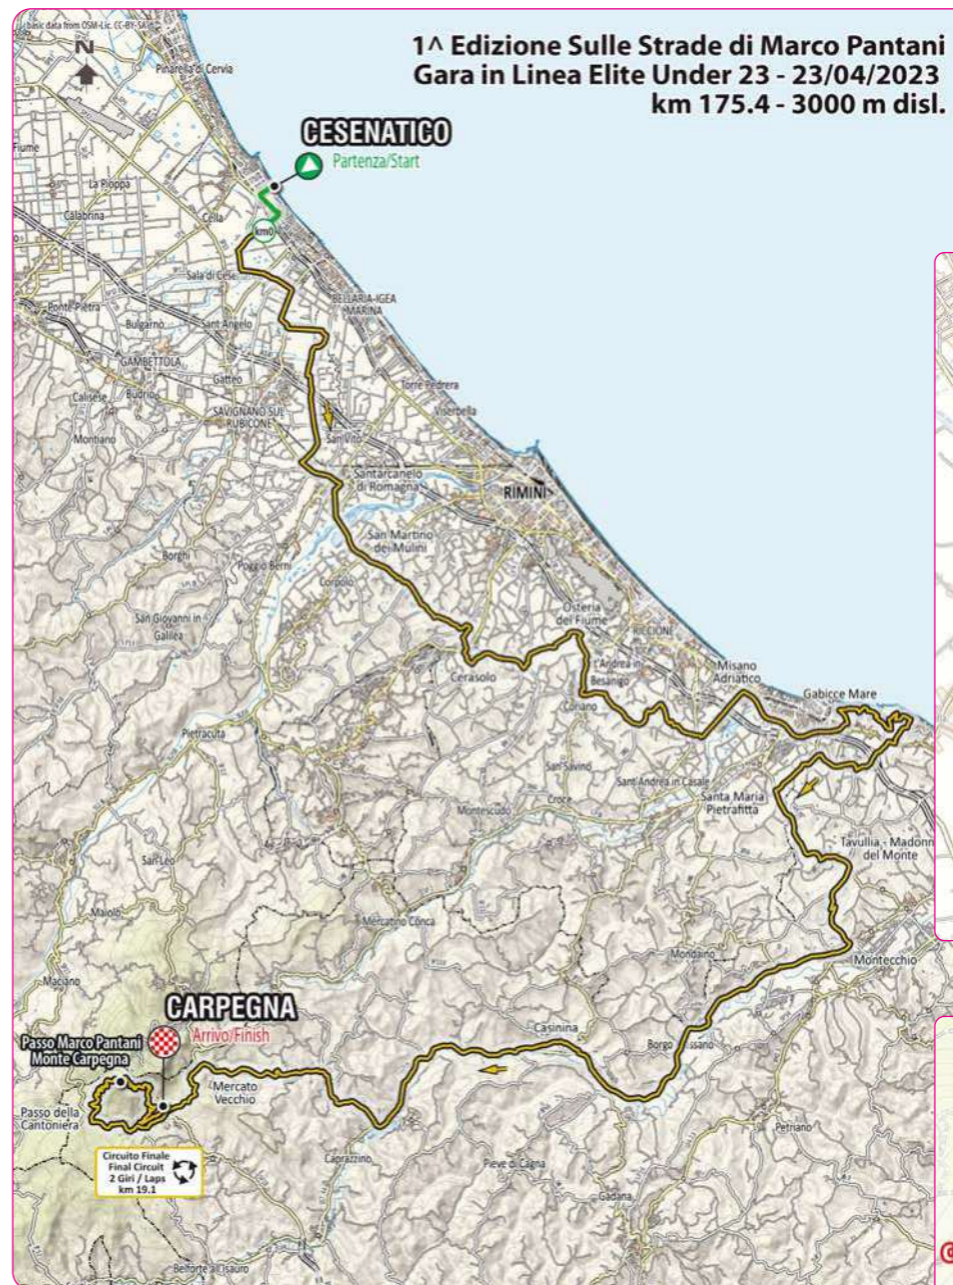 basic data from OSM-Lic. CC-BY-SA
1^ Edizione Sulle Strade di Marco Pantani
Gara in Linea Elite Under 23 - 23/04/2023
km 175.4 - 3000 m disl.
N
Pinarella di Cervia
CESENATICO
Partenza/Start
Fiume
La Pioppa
Calabrina
Cella
km0
Sala di Cese
BELLARIA-IGEA
MARINA
Ponte Pietra
Bulgarnò
Sant Angelo
GAMBETTOLA
Gatteo
Torre Pedrera
Calisese
Budrio
Viserbella
SAVIGNANO SUL
RUBICONE
Montiano
San Vito
Santarcangelo
di Romagna
RIMINI
San Martino
dei Mulini
Borghi
Poggio Berni
Corpolò
San Giovanni in
Galilea
Osteria
del Fiume
RICCIONE
Cerasolo
L'Andrea in
Besanigo
Misano
Adriatico
Coriano
Gabicce Mare
Pietracuta
San Savino
Sant Andrea in Casale
Montescudo
Croce
Santa Maria
Pietrafitta
San Leo
Tavullia - Madonn
del Monte
Maiolo
Mercatino Conca
Mondaino
Montecchio
Maciano
CARPEGNA
Arrivo/Finish
Passo Marco Pantani
Monte Carpegna
Casinina
Borgo
ssano
Mercato
Vecchio
Passo della
Cantoniera
Petriano
Circuito Finale
Final Circuit
2 Giri / Laps
km 19.1
Caprazzino
Pieve di Cagna
Gadana
Belforte all'Isauro
@